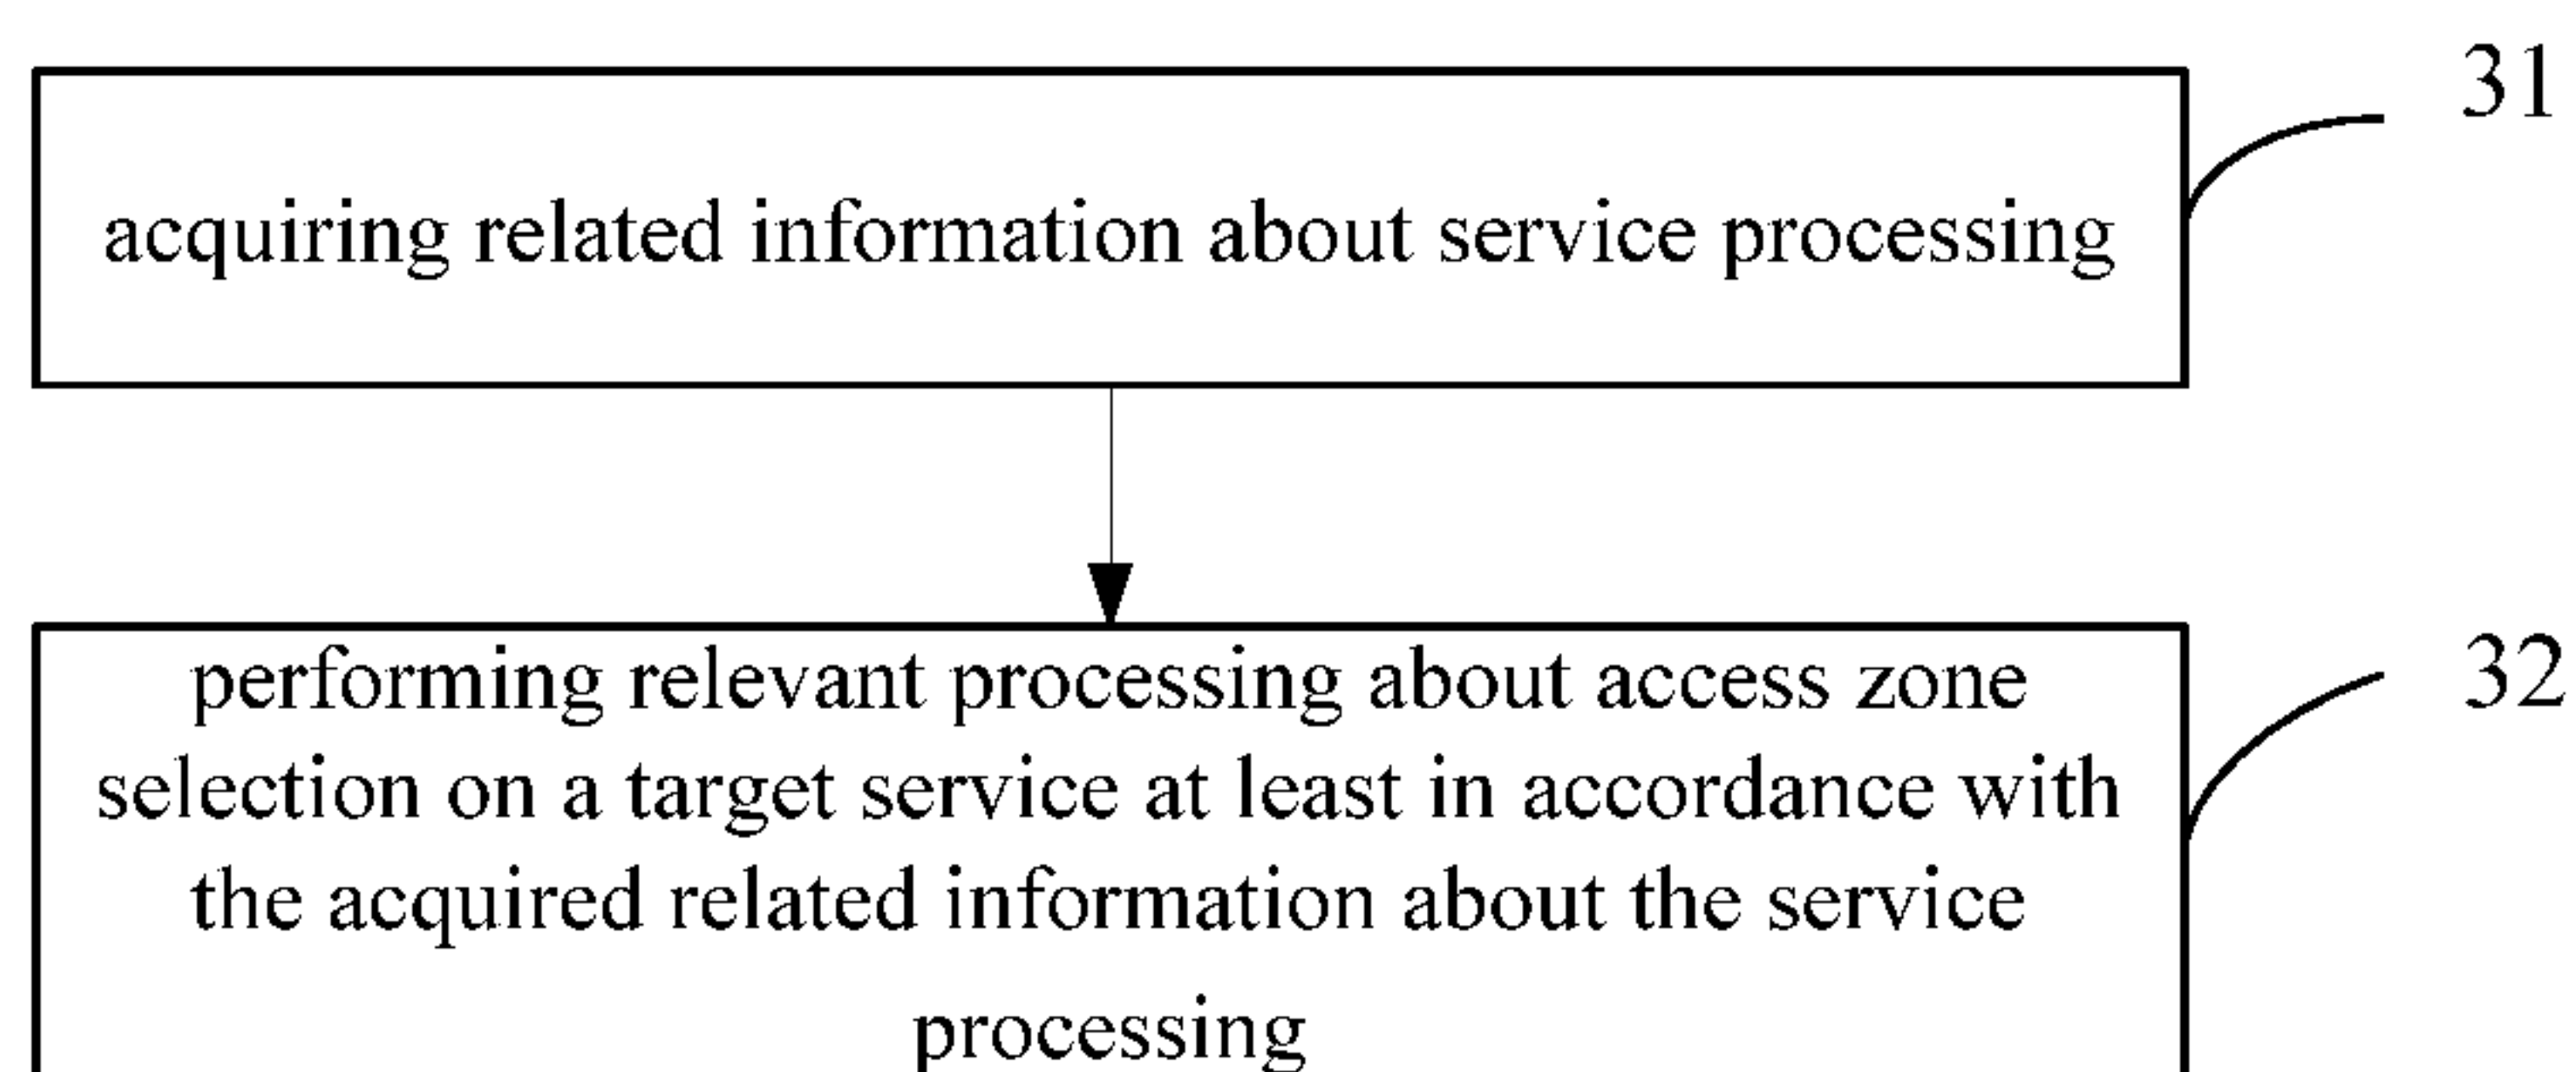 31
acquiring related information about service processing
32
performing relevant processing about access zone
selection on a target service at least in accordance with
the acquired related information about the service
processing